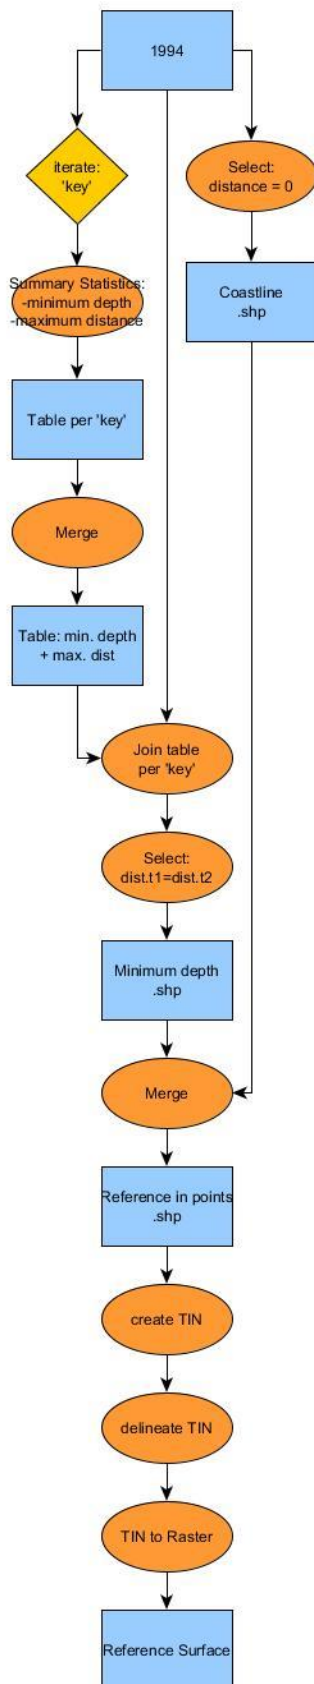 1994
iterate:
'key'
Select:
distance = 0
Summary Statistics:
-minimum depth
-maximum distance
Coastline
.shp
Table per 'key'
Merge
Table: min. depth
+ max. dist
Join table
per 'key'
Select:
dist.t1=dist.t2
Minimum depth
.shp
Merge
Reference in points
.shp
create TIN
delineate TIN
TIN to Raster
Reference Surface